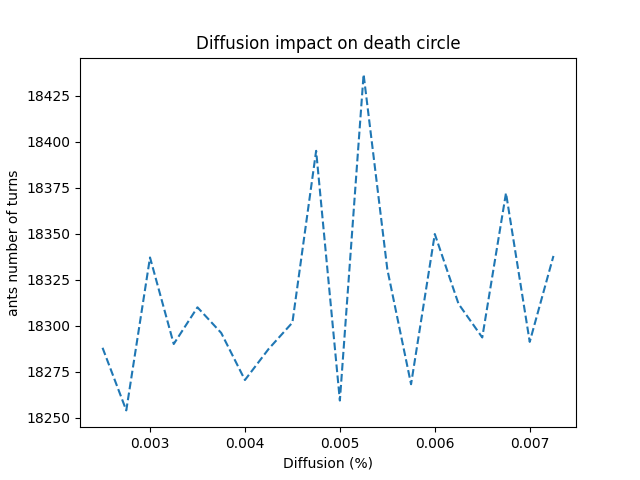 Diffusion impact on death circle
18425
18400
18375
18350
18325
18300
18275
18250
ants number of turns
0.003 0.004 0.005 0.006 0.007
Diffusion (%)